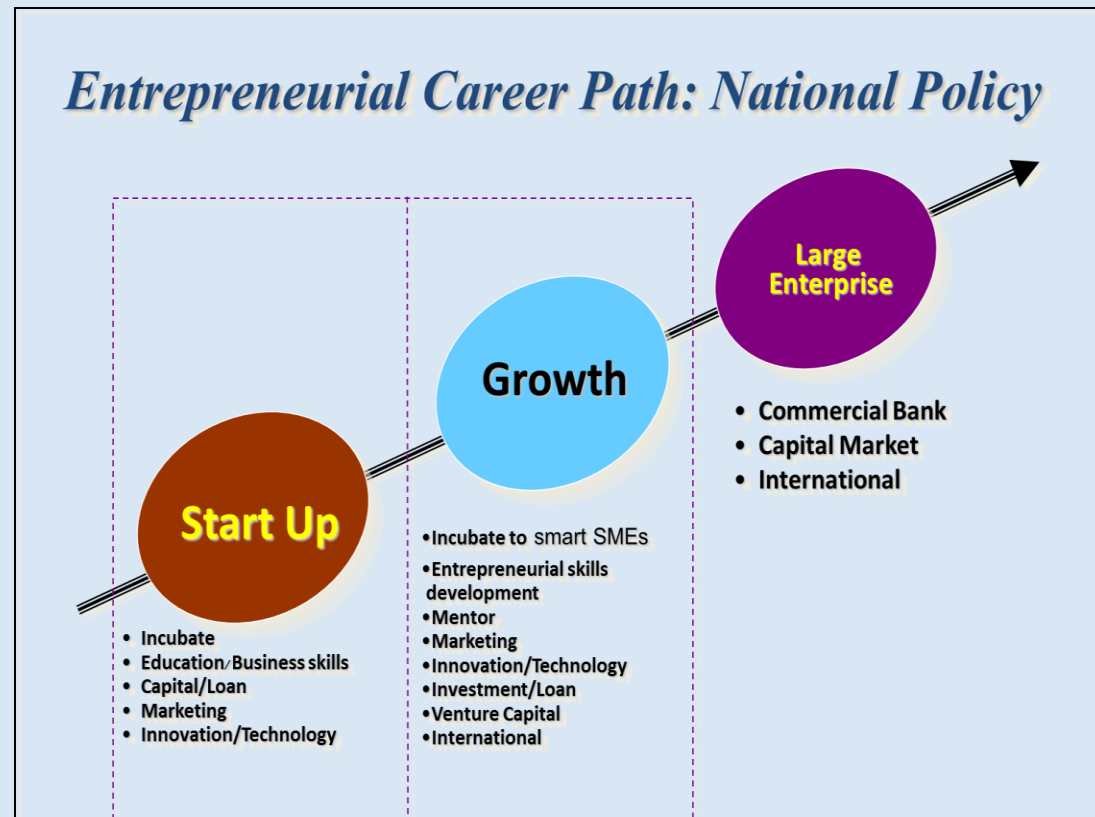 Entrepreneurial Career Path: National Policy
Start Up
• Incubate
• Education/Business skills
• Capital/Loan
• Marketing
• Innovation/Technology
Growth
•Incubate to smart SMEs
•Entrepreneurial skills
development
•Mentor
•Marketing
•Innovation/Technology
•Investment/Loan
•Venture Capital
•International
Large
Enterprise
• Commercial Bank
• Capital Market
• International